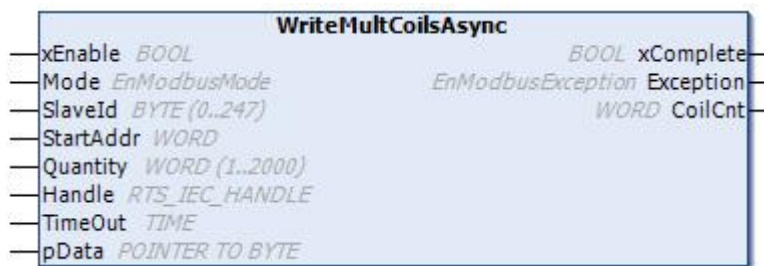 WriteMultCoilsAsync
xEnable BOOL BOOL xComplete
Mode EnModbusMode EnModbusException Exception
SlaveId BYTE (0..247) WORD CoilCnt
StartAddr WORD
Quantity WORD (1..2000)
Handle RTS_IEC_HANDLE
TimeOut TIME
pData POINTER TO BYTE